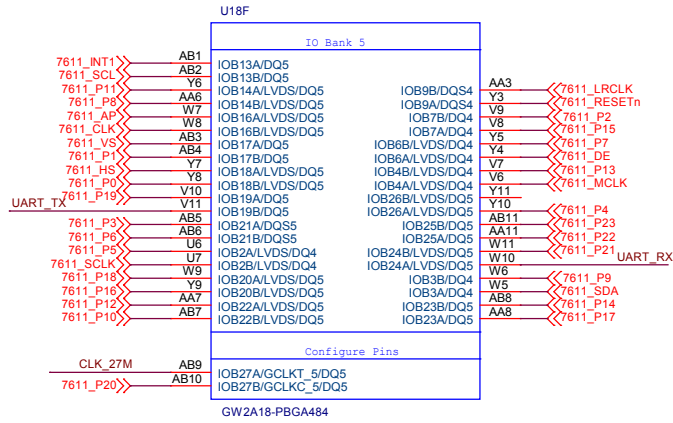 U18F
IO Bank 5
7611_INT1 AB1 IOB13A/DQ5
7611_SCL AB2 IOB13B/DQ5
7611_P11 Y6 IOB14A/LVDS/DQ5 IOB9B/DQS4 AA3 7611_LRCLK
7611_P8 AA6 IOB14B/LVDS/DQ5 IOB9A/DQS4 Y3 7611_RESETn
7611_AP W7 IOB16A/LVDS/DQ5 IOB7B/DQ4 V9 7611_P2
7611_CLK W8 IOB16B/LVDS/DQ5 IOB7A/DQ4 V8 7611_P15
7611_VS AB3 IOB17A/DQ5 IOB6B/LVDS/DQ4 Y5 7611_P7
7611_P1 AB4 IOB17B/DQ5 IOB6A/LVDS/DQ4 Y4 7611_DE
7611_HS Y7 IOB18A/LVDS/DQ5 IOB4B/LVDS/DQ4 V7 7611_P13
7611_P0 Y8 IOB18B/LVDS/DQ5 IOB4A/LVDS/DQ4 V6 7611_MCLK
7611_P19 V10 IOB19A/DQ5 IOB26B/LVDS/DQ5 Y11
UART_TX V11 IOB19B/DQ5 IOB26A/LVDS/DQ5 Y10 7611_P4
7611_P3 AB5 IOB21A/DQS5 IOB25B/DQ5 AB11 7611_P23
7611_P6 AB6 IOB21B/DQS5 IOB25A/DQ5 AA11 7611_P22
7611_P5 U6 IOB2A/LVDS/DQ4 IOB24B/LVDS/DQ5 W11 7611_P21
7611_SCLK U7 IOB2B/LVDS/DQ4 IOB24A/LVDS/DQ5 W10 UART_RX
7611_P18 W9 IOB20A/LVDS/DQ5 IOB3B/DQ4 W6 7611_P9
7611_P16 Y9 IOB20B/LVDS/DQ5 IOB3A/DQ4 W5 7611_SDA
7611_P12 AA7 IOB22A/LVDS/DQ5 IOB23B/DQ5 AB8 7611_P14
7611_P10 AB7 IOB22B/LVDS/DQ5 IOB23A/DQ5 AA8 7611_P17
Configure Pins
CLK_27M AB9 IOB27A/GCLKT_5/DQ5
7611_P20 AB10 IOB27B/GCLKC_5/DQ5
GW2A18-PBGA484